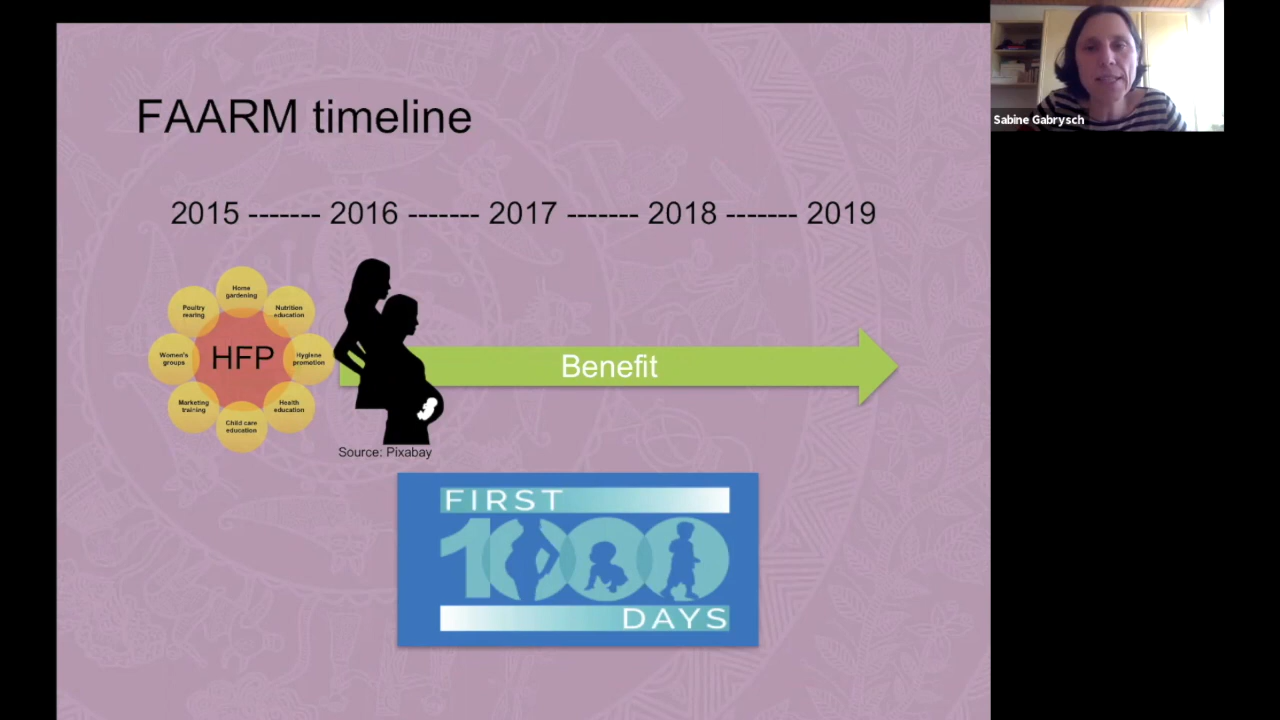 FAARM timeline
2015 ------- 2016 ------- 2017 ------- 2018 ------- 2019
Home
gardening
Poultry
rearing
Nutrition
education
Women's
groups
HFP
Hygiene
promotion
Marketing
training
Health
education
Child care
education
Benefit
Source: Pixabay
FIRST
1000
DAYS
Sabine Gabrysch